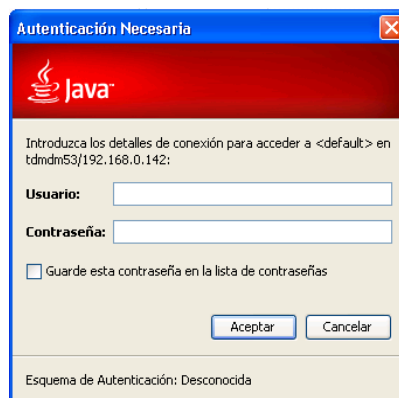 Autenticación Necesaria
Java
Introduzca los detalles de conexión para acceder a <default> en
tdmdm53/192.168.0.142:
Usuario:
Contraseña:
Guarde esta contraseña en la lista de contraseñas
Aceptar Cancelar
Esquema de Autenticación: Desconocida